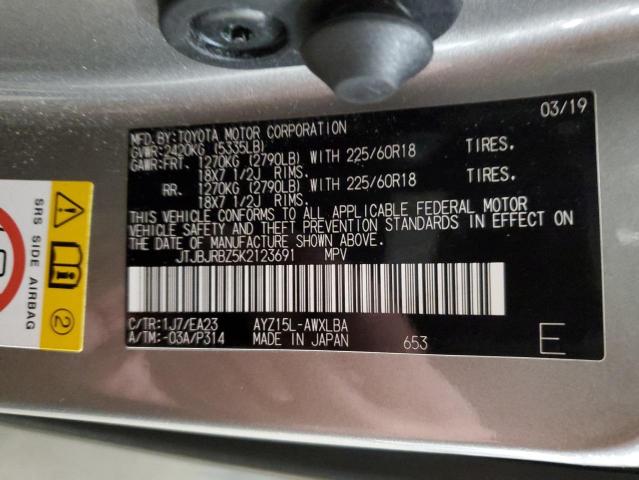 03/19
MFD.BY:TOYOTA MOTOR CORPORATION
GVWR:2420KG (5335LB)
GAWR:FRT. 1270KG (2790LB) WITH 225/60R18 TIRES.
18X7 1/2J RIMS.
RR. 1270KG (2790LB) WITH 225/60R18 TIRES.
18X7 1/2J RIMS.
THIS VEHICLE CONFORMS TO ALL APPLICABLE FEDERAL MOTOR
VEHICLE SAFETY AND THEFT PREVENTION STANDARDS IN EFFECT ON
THE DATE OF MANUFACTURE SHOWN ABOVE.
JTJBJRBZ5K2123691 MPV
C/TR:1J7/EA23 AYZ15L-AWXLBA
A/TM:-03A/P314 MADE IN JAPAN 653 E
SRS SIDE AIRBAG
2